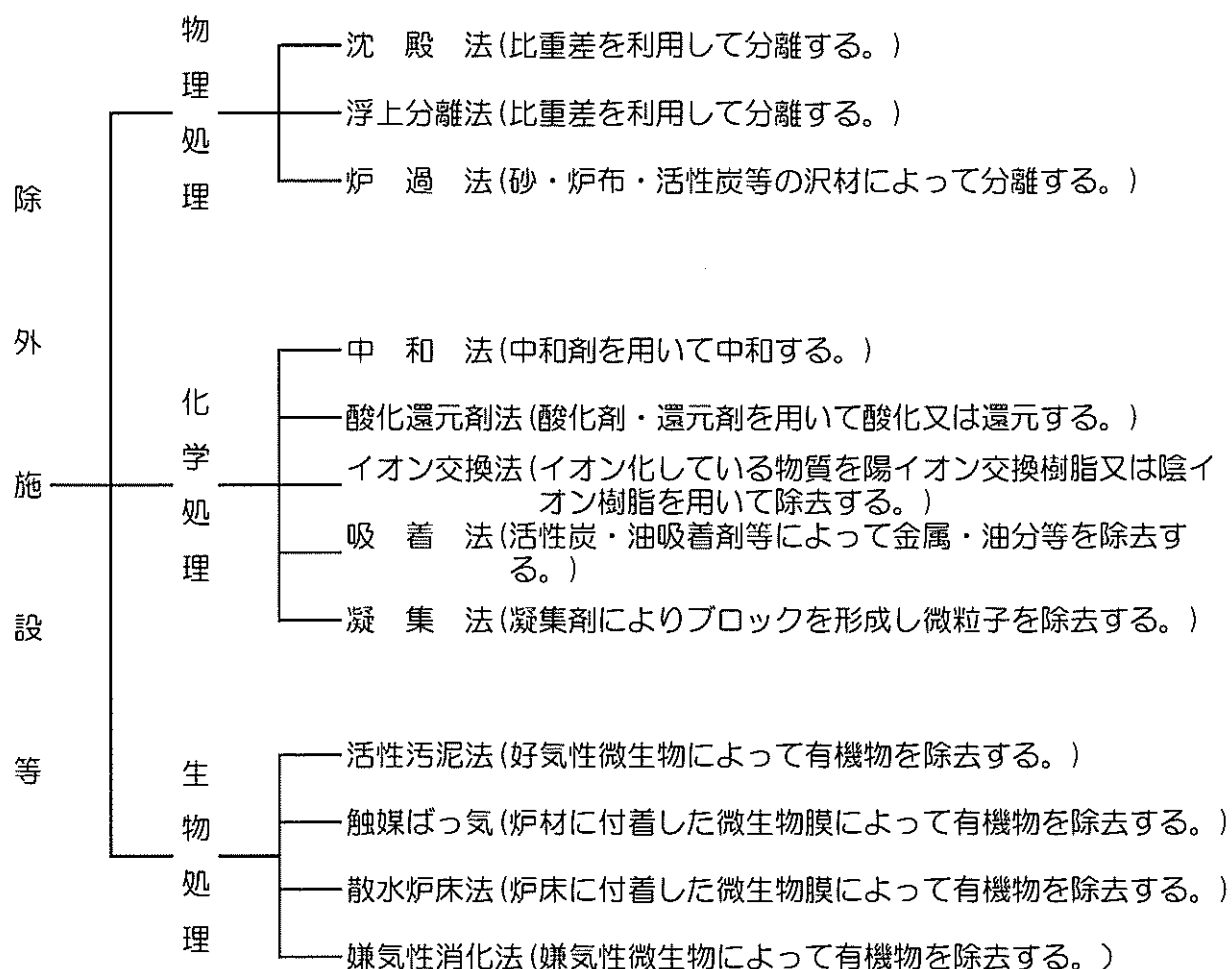 除外施設等
物理処理
沈殿法(比重差を利用して分離する。)
浮上分離法(比重差を利用して分離する。)
炉過法(砂・炉布・活性炭等の沢材によって分離する。)
化学処理
中和法(中和剤を用いて中和する。)
酸化還元剤法(酸化剤・還元剤を用いて酸化又は還元する。)
イオン交換法(イオン化している物質を陽イオン交換樹脂又は陰イ
オン樹脂を用いて除去する。)
吸着法(活性炭・油吸着剤等によって金属・油分等を除去す
る。)
凝集法(凝集剤によりブロックを形成し微粒子を除去する。)
生物処理
活性汚泥法(好気性微生物によって有機物を除去する。)
触媒ばっ気(炉材に付着した微生物膜によって有機物を除去する。)
散水炉床法(炉床に付着した微生物膜によって有機物を除去する。)
嫌気性消化法(嫌気性微生物によって有機物を除去する。)